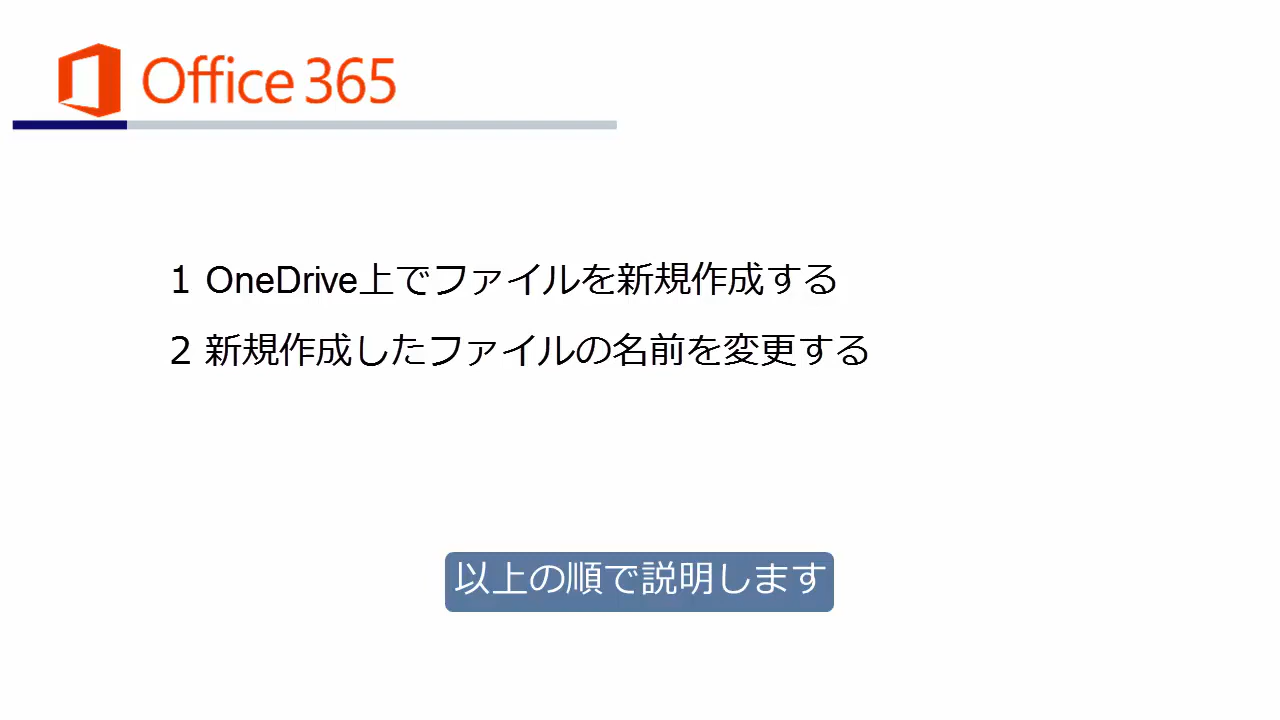 Office 365
1 OneDrive上でファイルを新規作成する
2 新規作成したファイルの名前を変更する
以上の順で説明します